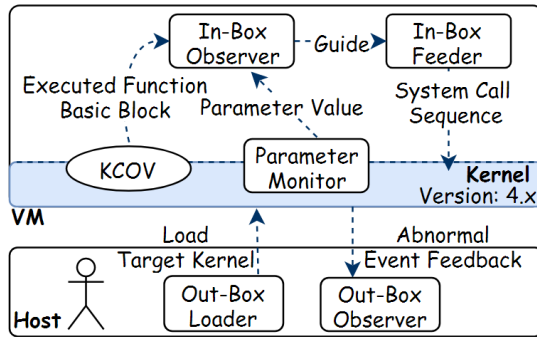 In-Box
Observer
Guide
In-Box
Feeder
Executed Function
Basic Block
Parameter Value
System Call
Sequence
KCOV
Parameter
Monitor
Kernel
Version: 4.x
VM
Load
Target Kernel
Abnormal
Event Feedback
Out-Box
Loader
Out-Box
Observer
Host